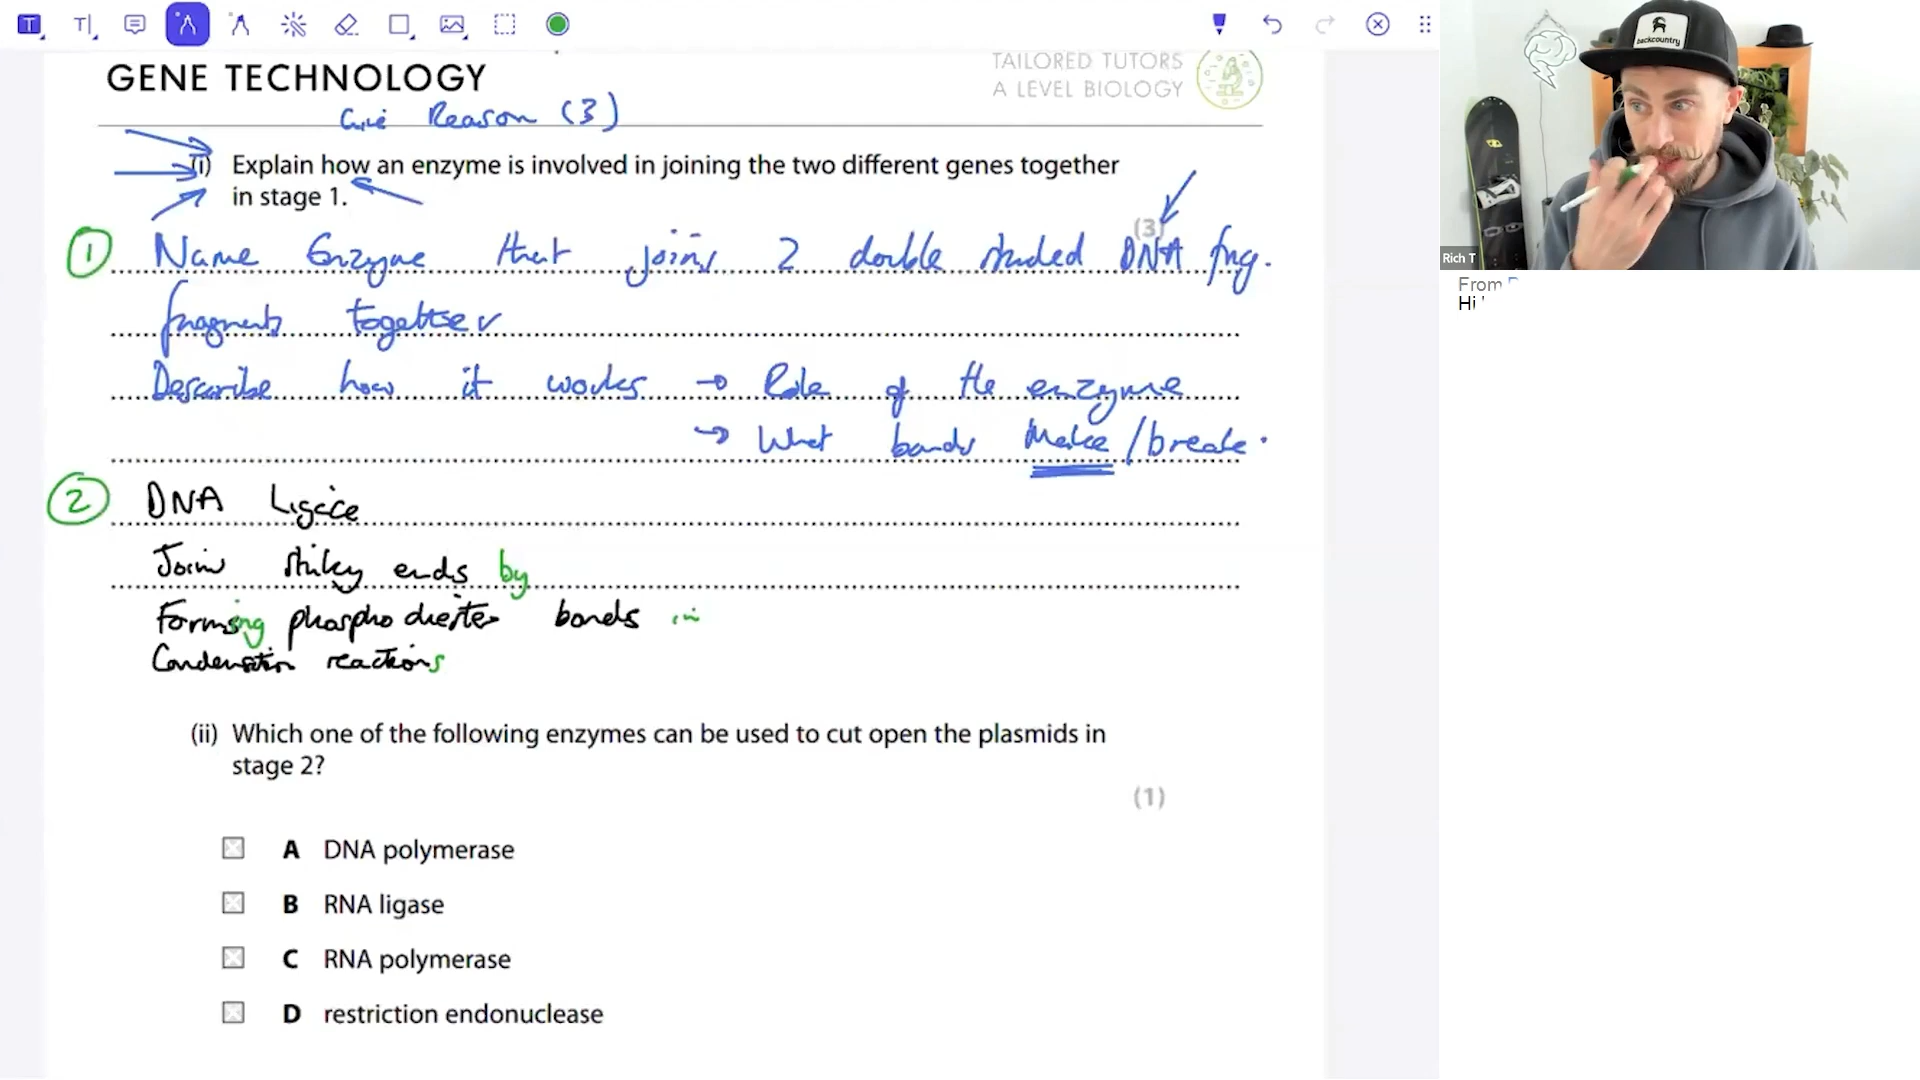 GENE TECHNOLOGY
TAILORED TUTORS
A LEVEL BIOLOGY
Give Reason (3)
(i) Explain how an enzyme is involved in joining the two different genes together
in stage 1.
(3)
1 Name Enzyme that joins 2 double stranded DNA frag.
fragments together
Describe how it works → Role of the enzyme
→ What bonds Make / break.
2 DNA Ligase
Join sticky ends by
Forming phosphodiester bonds in
Condensation reactions
(ii) Which one of the following enzymes can be used to cut open the plasmids in
stage 2?
(1)
A DNA polymerase
B RNA ligase
C RNA polymerase
D restriction endonuclease
backcountry
Rich T
From
Hi